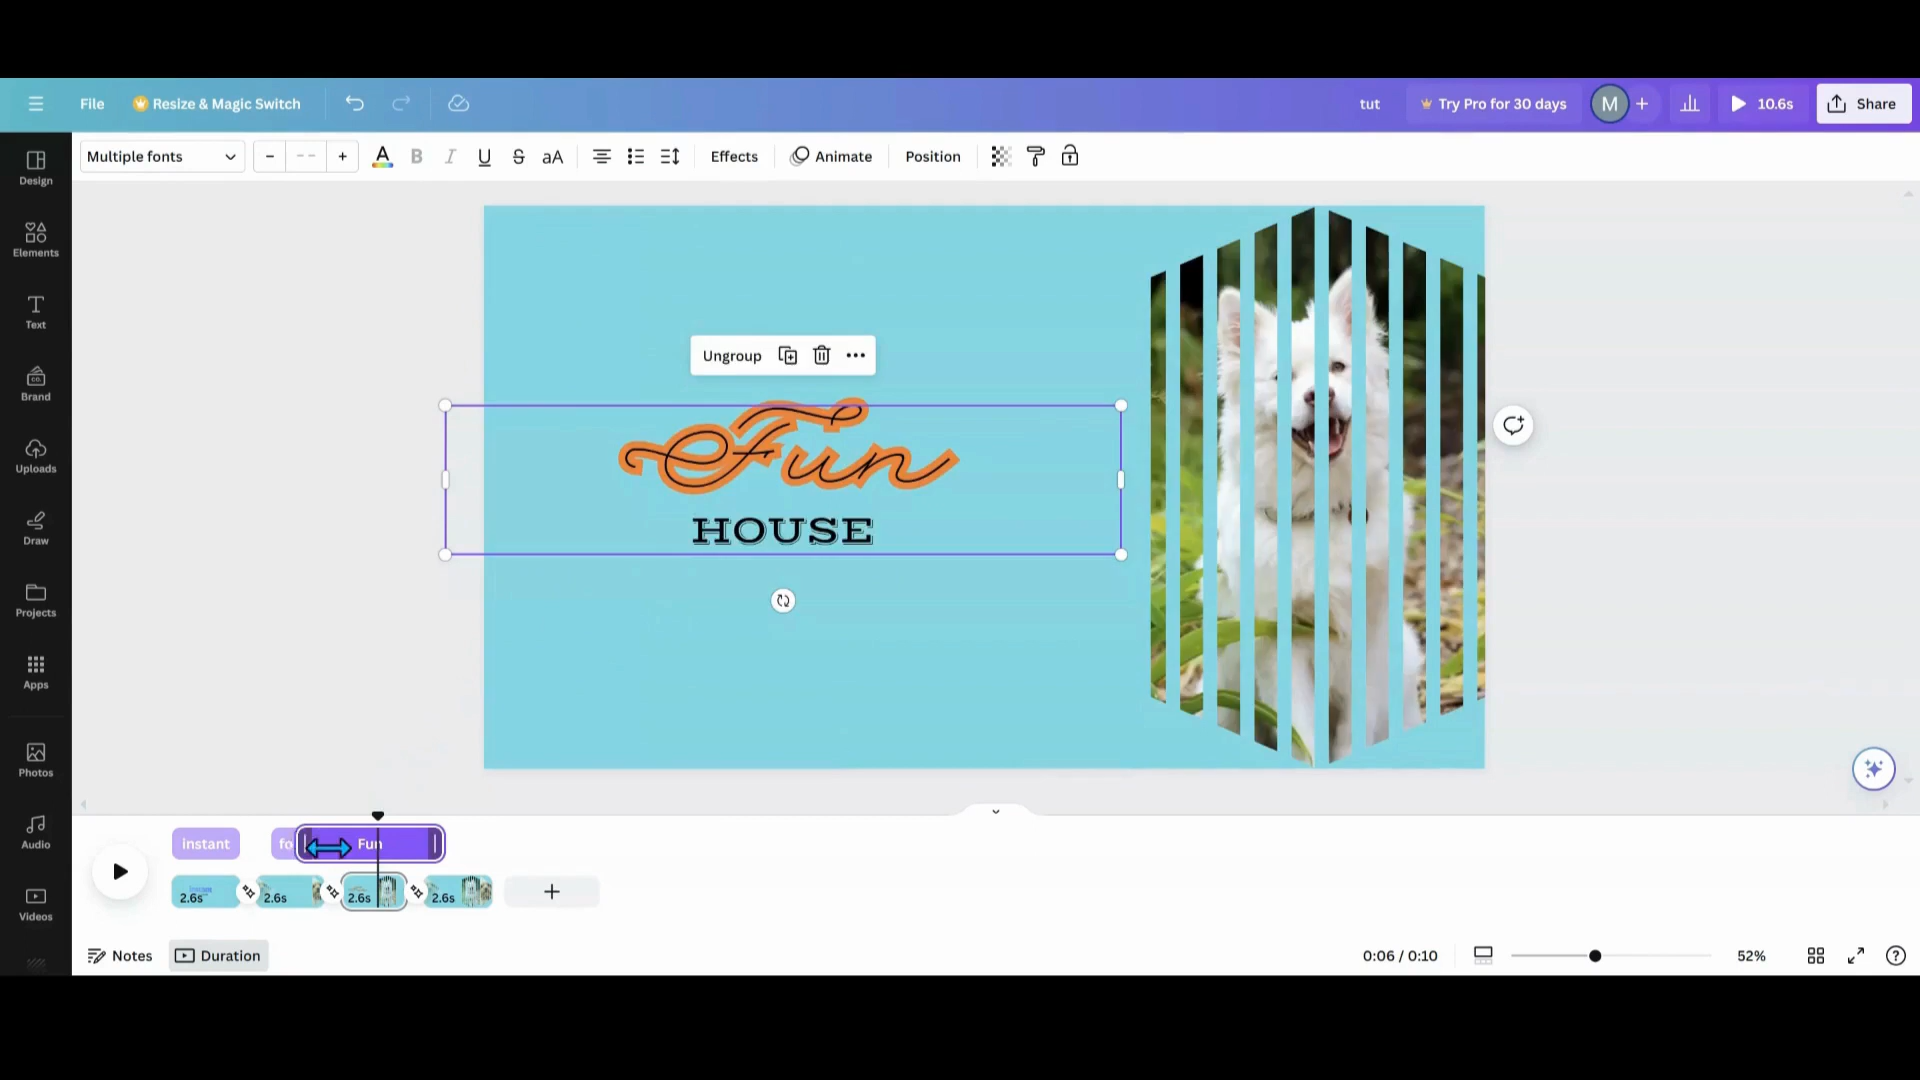 File
Resize & Magic Switch
tut
Try Pro for 30 days
M
+
10.6s
Share
Multiple fonts
- -- +
A
B
I
U
S
aA
Effects
Animate
Position
Design
Elements
Text
Brand
Uploads
Draw
Projects
Apps
Photos
Audio
Videos
Ungroup
Fun
HOUSE
instant
fo
Fun
2.6s
2.6s
2.6s
2.6s
+
Notes
Duration
0:06 / 0:10
52%
?